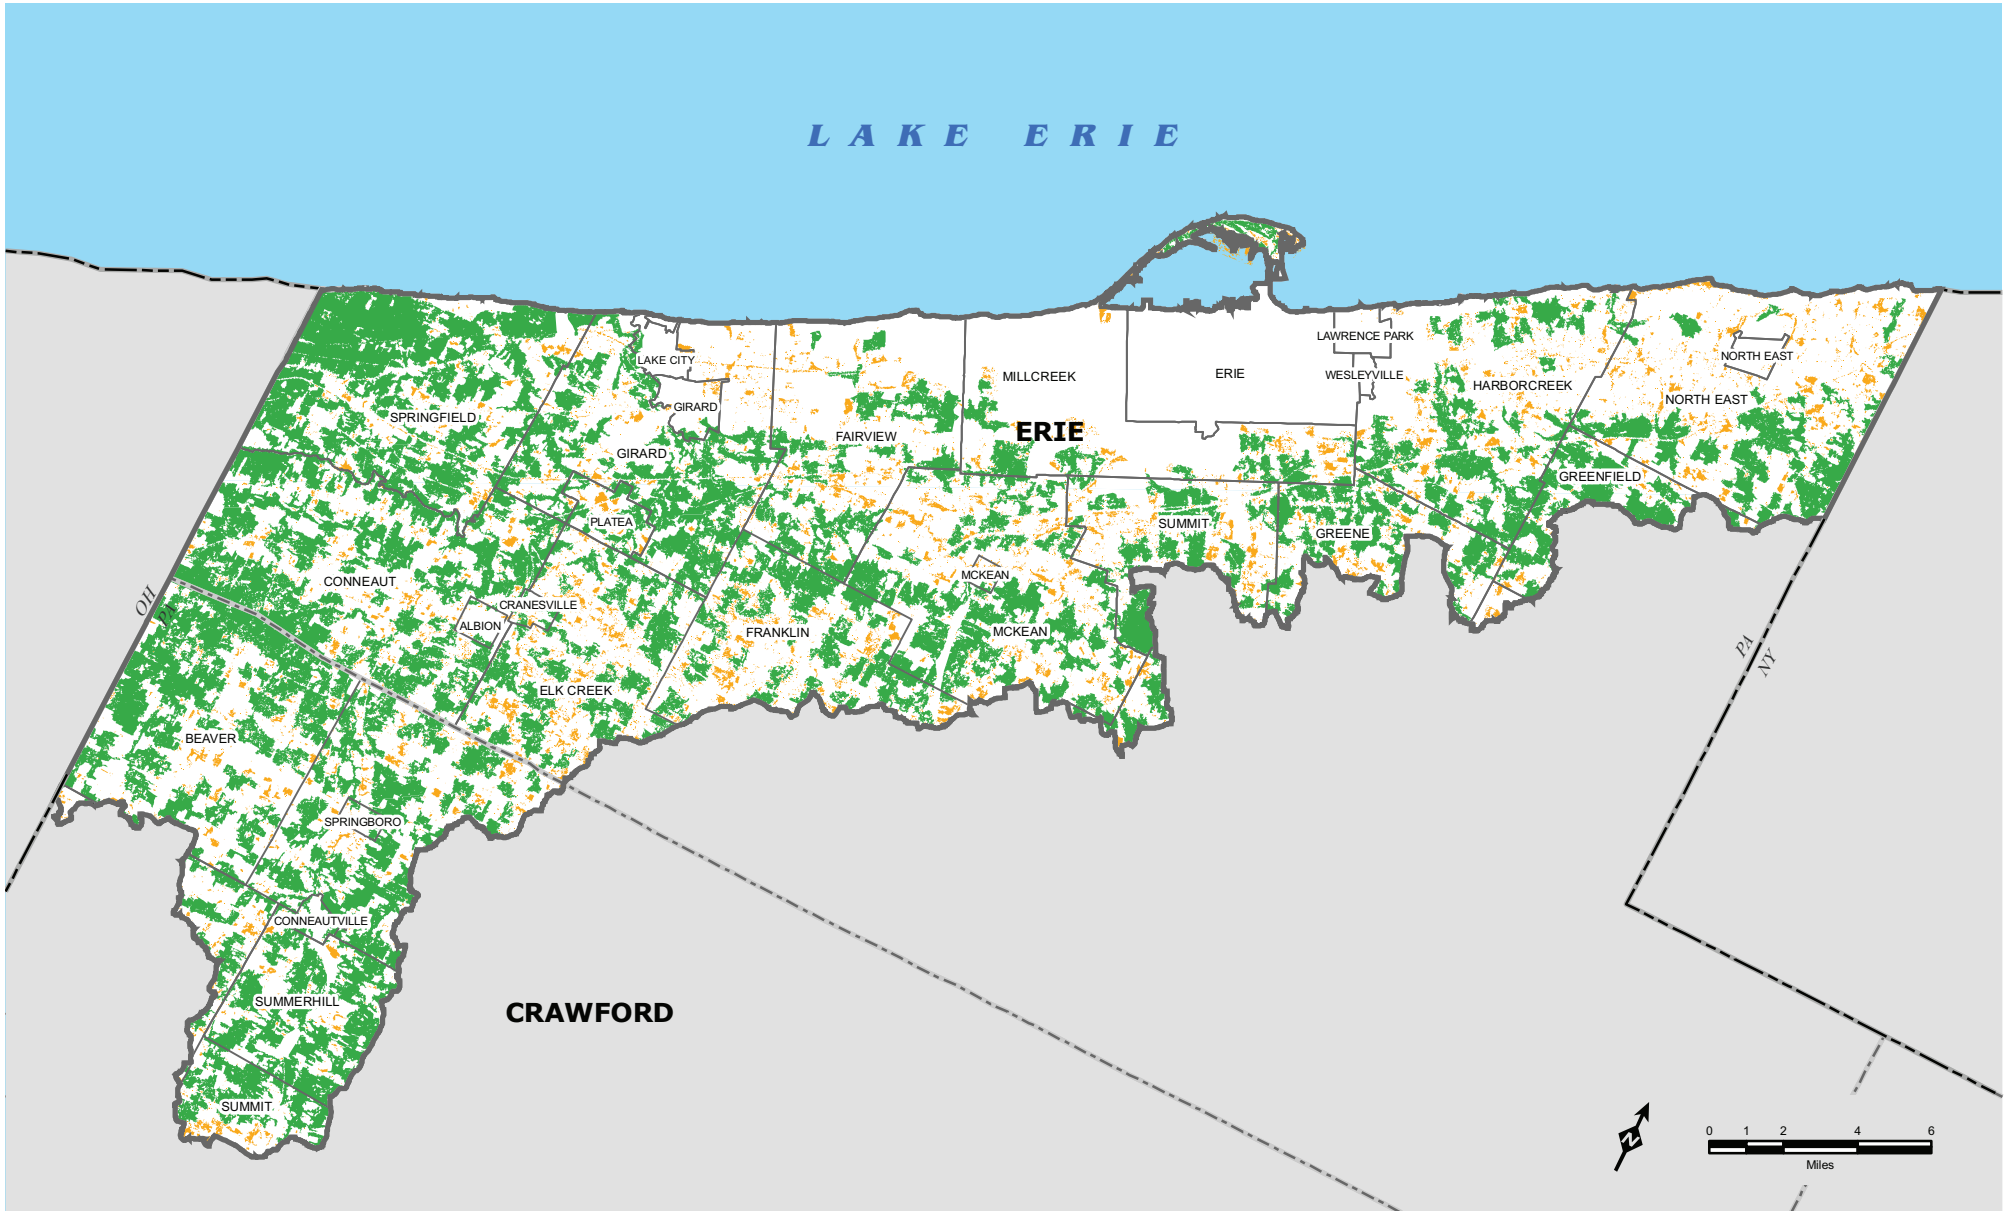 LAKE ERIE
LAWRENCE PARK
NORTH EAST
LAKE CITY
MILLCREEK
ERIE
WESLEYVILLE
HARBORCREEK
NORTH EAST
GIRARD
SPRINGFIELD
FAIRVIEW
ERIE
GIRARD
GREENFIELD
PLATEA
SUMMIT
GREENE
CONNEAUT
MCKEAN
OH
PA
CRANESVILLE
ALBION
FRANKLIN
MCKEAN
PA
NY
ELK CREEK
BEAVER
SPRINGBORO
CONNEAUTVILLE
SUMMERHILL
CRAWFORD
SUMMIT
N
0 1 2 4 6
Miles